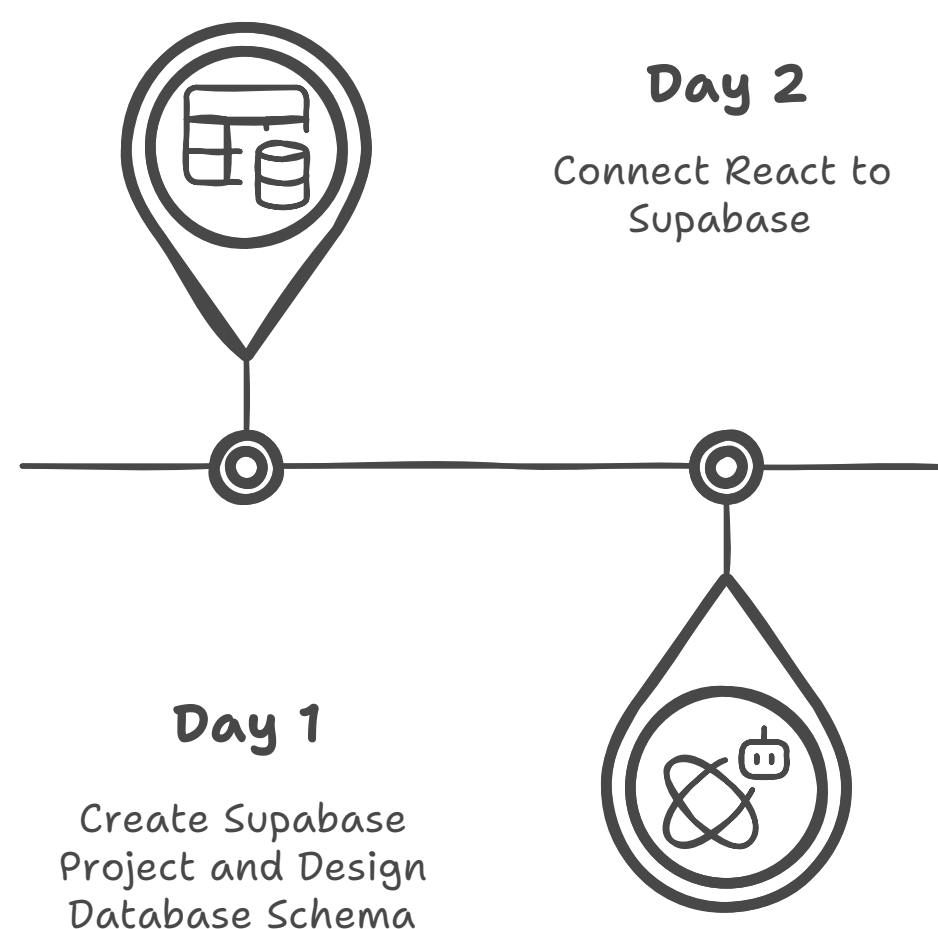 Day 2
Connect React to
Supabase
Day 1
Create Supabase
Project and Design
Database Schema